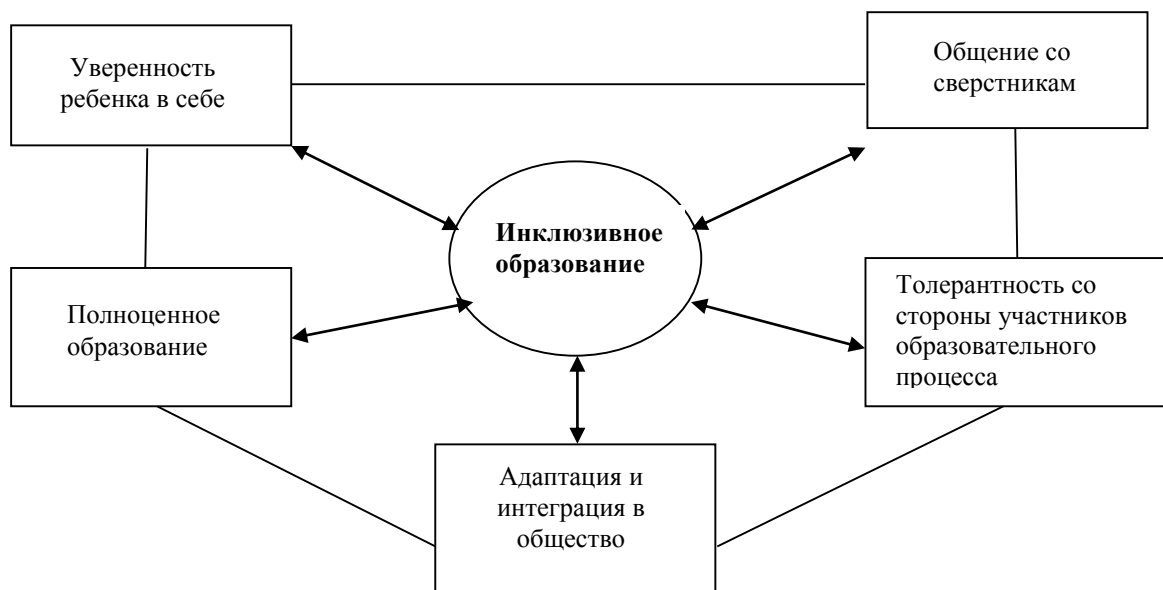 Уверенность
ребенка в себе
Общение со
сверстникам
Инклюзивное
образование
Полноценное
образование
Толерантность со
стороны участников
образовательного
процесса
Адаптация и
интеграция в
общество